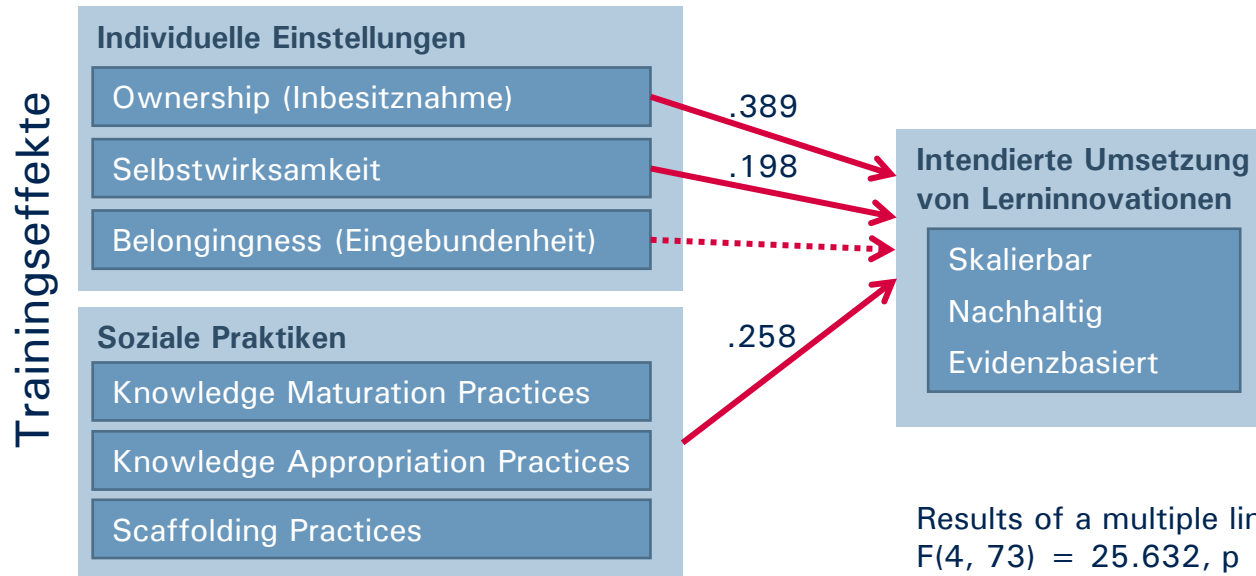 Trainingseffekte
Individuelle Einstellungen
Ownership (Inbesitznahme)
Selbstwirksamkeit
Belongingness (Eingebundenheit)
Soziale Praktiken
Knowledge Maturation Practices
Knowledge Appropriation Practices
Scaffolding Practices
.389
.198
.258
Intendierte Umsetzung
von Lerninnovationen
Skalierbar
Nachhaltig
Evidenzbasiert
Results of a multiple
F(4, 73) = 25.632, p